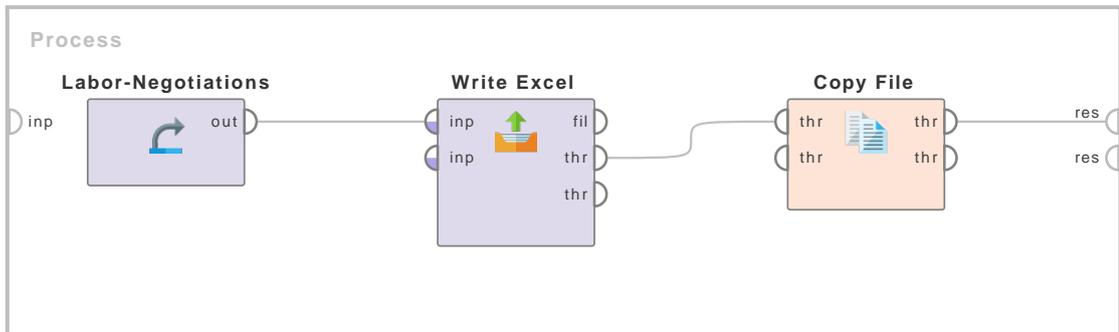 Process
Labor-Negotiations
Write Excel
Copy File
inp
out
inp
fil
thr
thr
res
inp
thr
thr
thr
res
thr